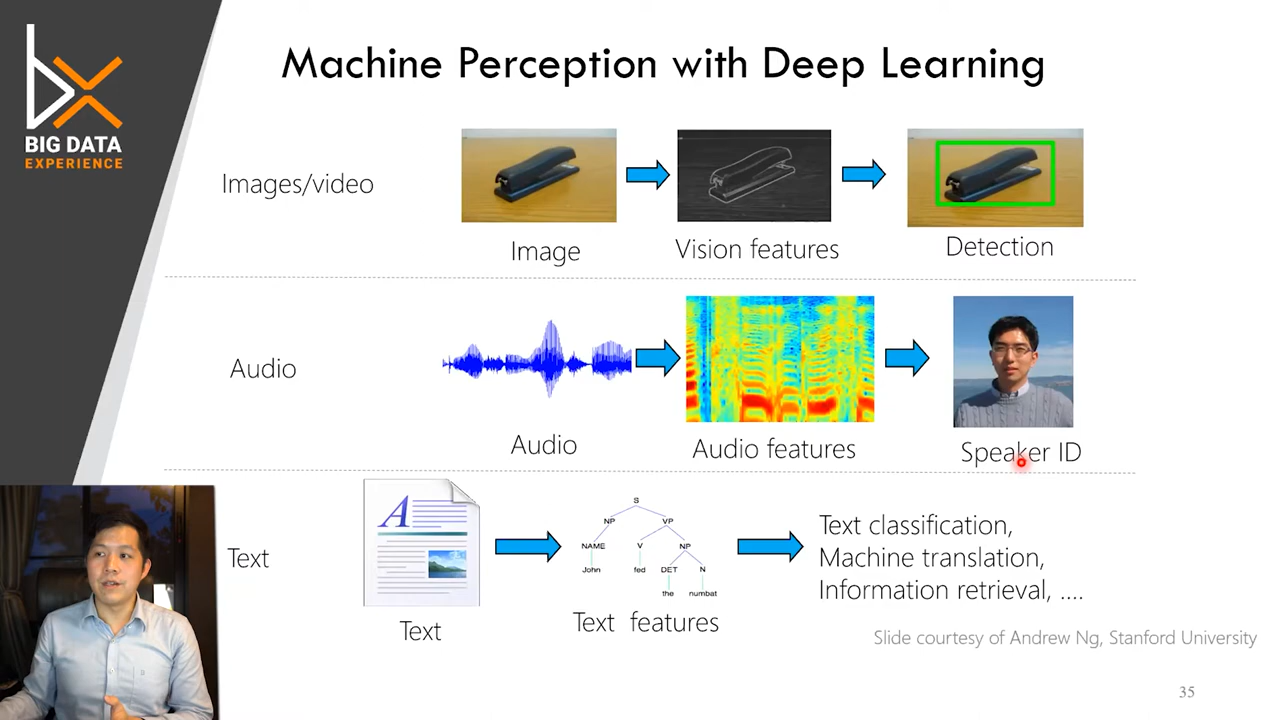 BIG DATA
EXPERIENCE
Machine Perception with Deep Learning
Images/video
Image
Vision features
Detection
Audio
Audio
Audio features
Speaker ID
Text
A
Text
S
NP
VP
NAME
V
NP
John
fed
DET
N
the
numbat
Text features
Text classification,
Machine translation,
Information retrieval, ....
Slide courtesy of Andrew Ng, Stanford University
35